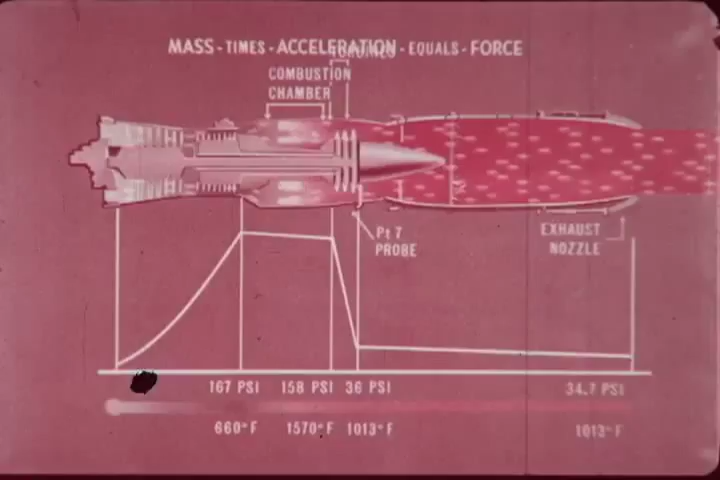 MASS - TIMES - ACCELERATION - EQUALS - FORCE
TURBINES
COMBUSTION
CHAMBER
Pt 7
PROBE
EXHAUST
NOZZLE
167 PSI 158 PSI 36 PSI 34.7 PSI
660° F 1570° F 1013° F 1013° F